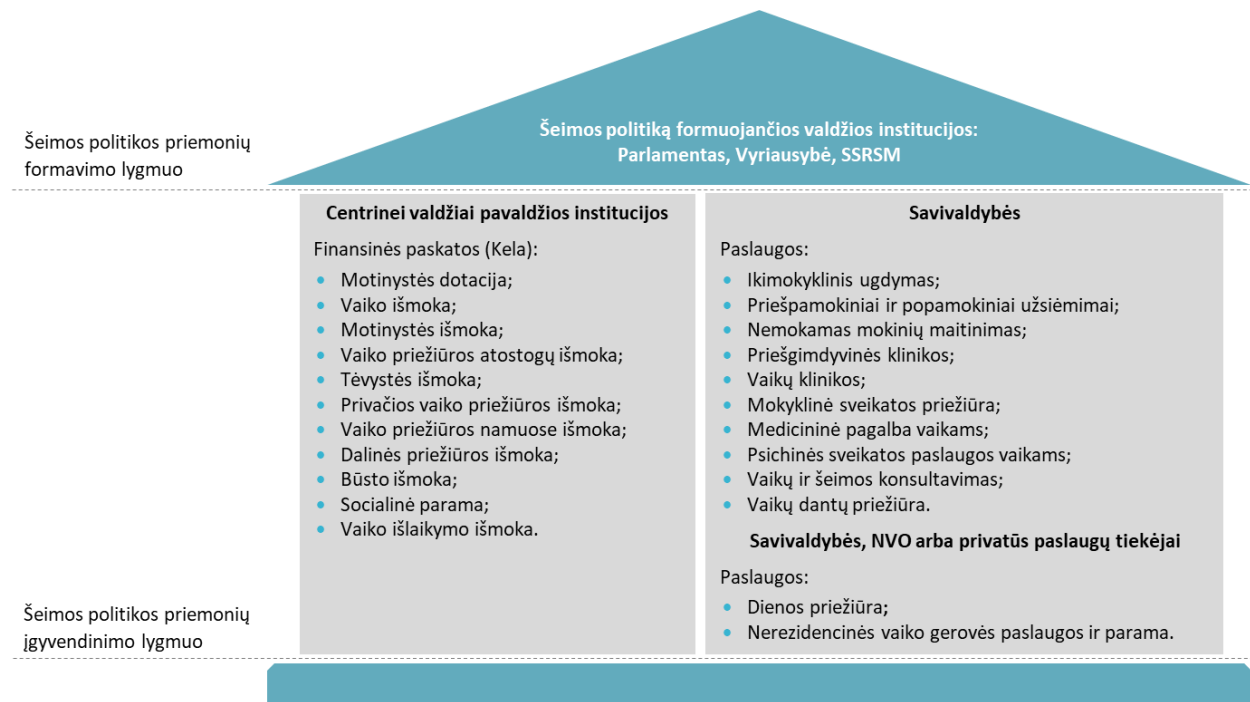 Šeimos politiką formuojančios valdžios institucijos:
Parlamentas, Vyriausybė, SSRSM
Šeimos politikos priemonių
formavimo lygmuo
Centrinei valdžiai pavaldžios institucijos
Finansinės paskatos (Kela):
• Motinystės dotacija;
• Vaiko išmoka;
• Motinystės išmoka;
• Vaiko priežiūros atostogų išmoka;
• Tėvystės išmoka;
• Privačios vaiko priežiūros išmoka;
• Vaiko priežiūros namuose išmoka;
• Dalinės priežiūros išmoka;
• Būsto išmoka;
• Socialinė parama;
• Vaiko išlaikymo išmoka.
Savivaldybės
Paslaugos:
• Ikimokyklinis ugdymas;
• Priešpamokiniai ir popamokiniai užsiėmimai;
• Nemokamas mokinių maitinimas;
• Priešgimdyvinės klinikos;
• Vaikų klinikos;
• Mokyklinė sveikatos priežiūra;
• Medicininė pagalba vaikams;
• Psichinės sveikatos paslaugos vaikams;
• Vaikų ir šeimos konsultavimas;
• Vaikų dantų priežiūra.
Savivaldybės, NVO arba privatūs paslaugų tiekėjai
Paslaugos:
• Dienos priežiūra;
• Nerezidencinės vaiko gerovės paslaugos ir parama.
Šeimos politikos priemonių
įgyvendinimo lygmuo